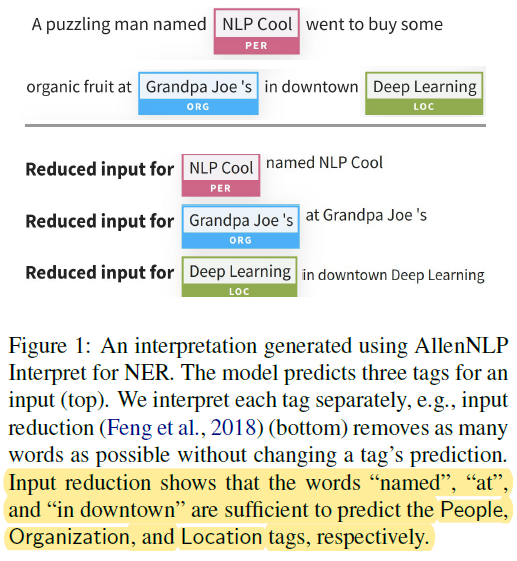 A puzzling man named NLP Cool went to buy some
PER
organic fruit at Grandpa Joe 's in downtown Deep Learning
ORG LOC
Reduced input for NLP Cool named NLP Cool
PER
Reduced input for Grandpa Joe 's at Grandpa Joe 's
ORG
Reduced input for Deep Learning in downtown Deep Learning
LOC
Figure 1: An interpretation generated using AllenNLP
Interpret for NER. The model predicts three tags for an
input (top). We interpret each tag separately, e.g., input
reduction (Feng et al., 2018) (bottom) removes as many
words as possible without changing a tag's prediction.
Input reduction shows that the words “named”, “at”,
and “in downtown” are sufficient to predict the People,
Organization, and Location tags, respectively.